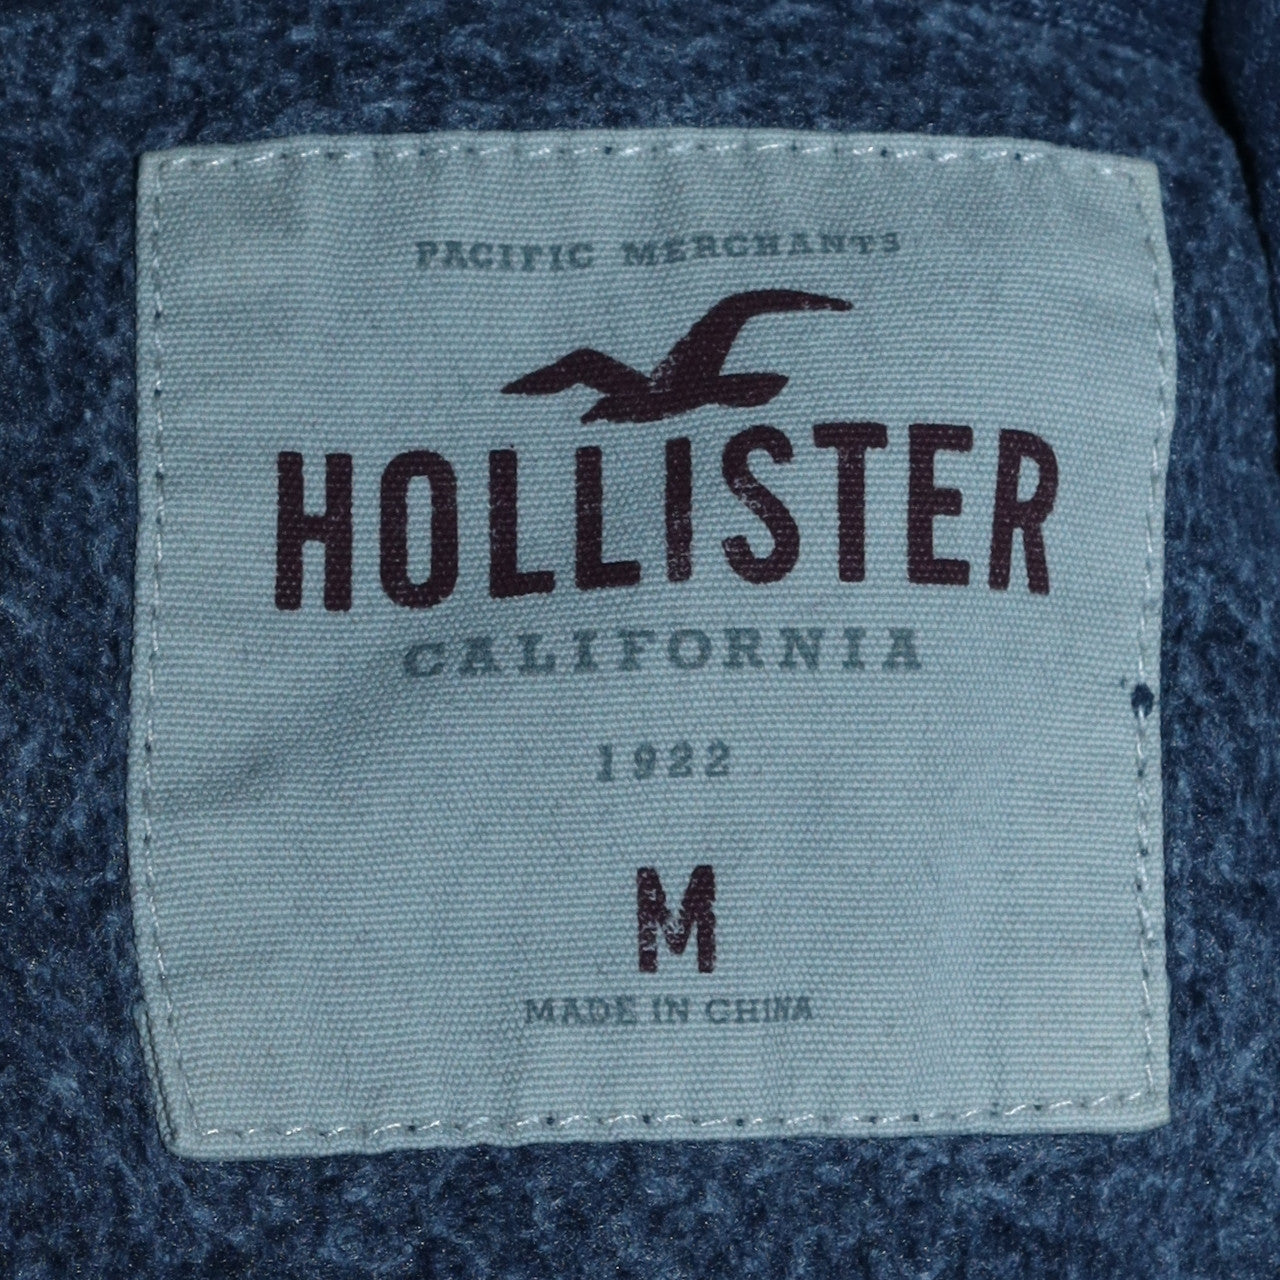 PACIFIC MERCHANTS
HOLLISTER
CALIFORNIA
1922
M
MADE IN CHINA